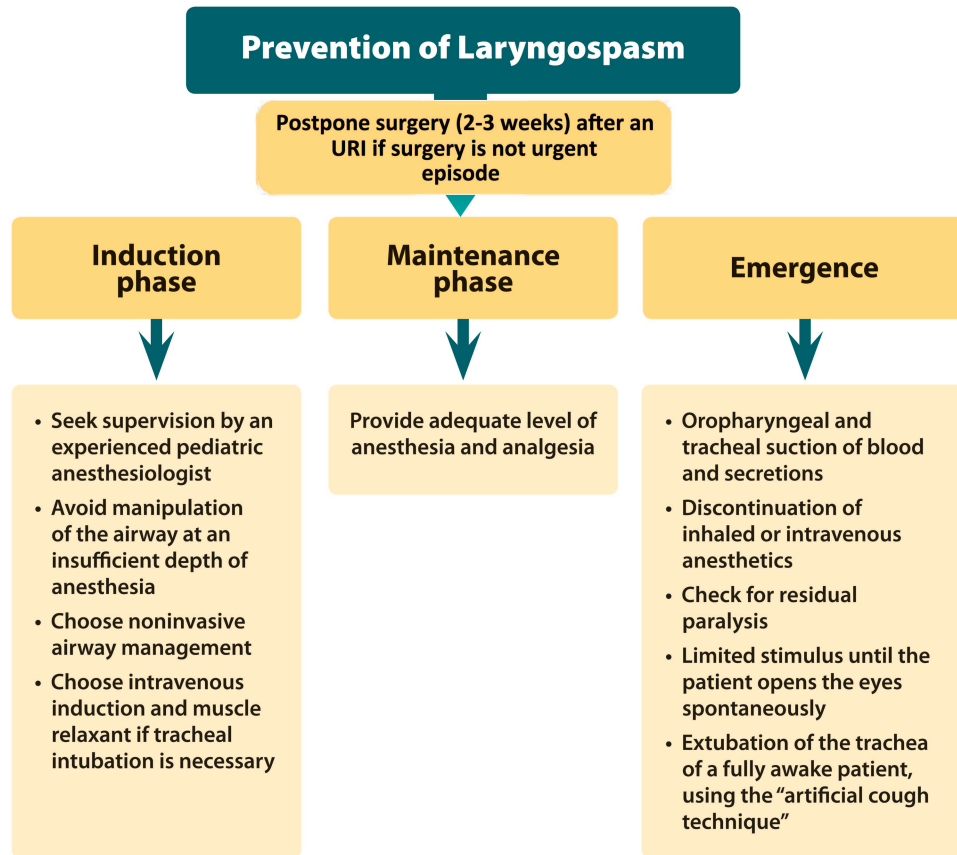 Prevention of Laryngospasm
Postpone surgery (2-3 weeks) after an
URI if surgery is not urgent
episode
Induction
phase
• Seek supervision by an
experienced pediatric
anesthesiologist
• Avoid manipulation
of the airway at an
insufficient depth of
anesthesia
• Choose noninvasive
airway management
• Choose intravenous
induction and muscle
relaxant if tracheal
intubation is necessary
Maintenance
phase
Provide adequate level of
anesthesia and analgesia
Emergence
• Oropharyngeal and
tracheal suction of blood
and secretions
• Discontinuation of
inhaled or intravenous
anesthetics
• Check for residual
paralysis
• Limited stimulus until the
patient opens the eyes
spontaneously
• Extubation of the trachea
of a fully awake patient,
using the “artificial cough
technique”